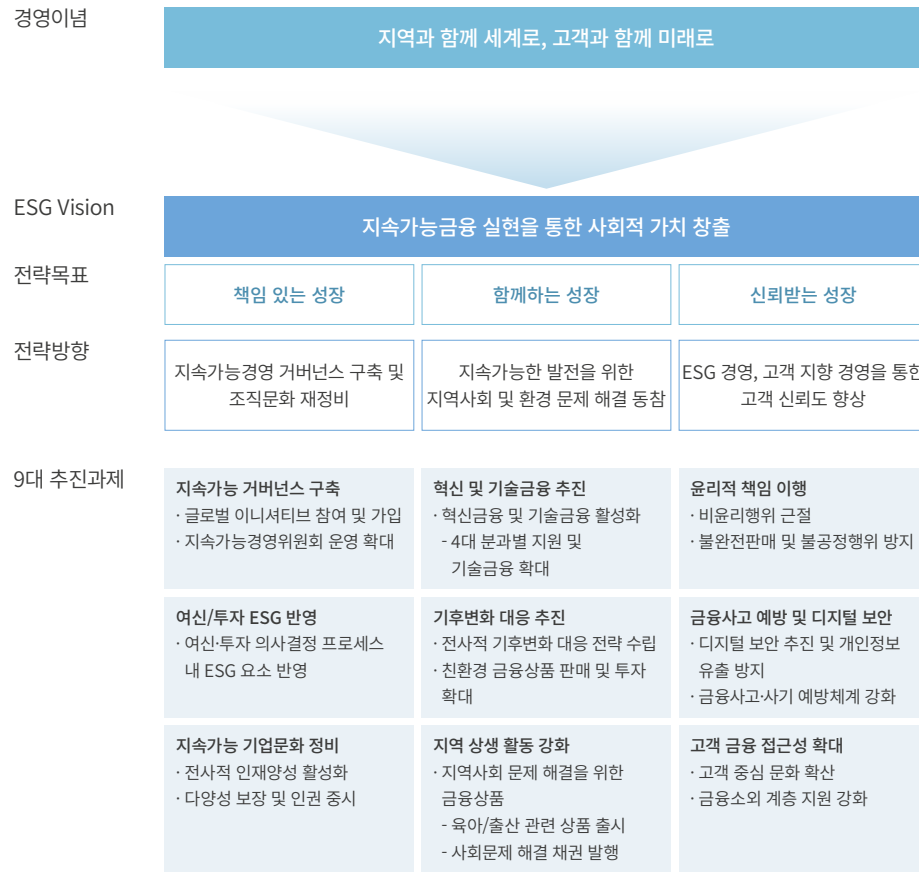 경영이념
지역과 함께 세계로, 고객과 함께 미래로
ESG Vision
지속가능금융 실현을 통한 사회적 가치 창출
전략목표
책임 있는 성장
함께하는 성장
신뢰받는 성장
전략방향
지속가능경영 거버넌스 구축 및
조직문화 재정비
지속가능한 발전을 위한
지역사회 및 환경 문제 해결 동참
ESG 경영, 고객 지향 경영을 통한
고객 신뢰도 향상
9대 추진과제
지속가능 거버넌스 구축
· 글로벌 이니셔티브 참여 및 가입
· 지속가능경영위원회 운영 확대
혁신 및 기술금융 추진
· 혁신금융 및 기술금융 활성화
- 4대 분과별 지원 및
기술금융 확대
윤리적 책임 이행
· 비윤리행위 근절
· 불완전판매 및 불공정행위 방지
여신/투자 ESG 반영
· 여신·투자 의사결정 프로세스
내 ESG 요소 반영
기후변화 대응 추진
· 전사적 기후변화 대응 전략 수립
· 친환경 금융상품 판매 및 투자
확대
금융사고 예방 및 디지털 보안
· 디지털 보안 추진 및 개인정보
유출 방지
· 금융사고·사기 예방체계 강화
지속가능 기업문화 정비
· 전사적 인재양성 활성화
· 다양성 보장 및 인권 중시
지역 상생 활동 강화
· 지역사회 문제 해결을 위한
금융상품
- 육아/출산 관련 상품 출시
- 사회문제 해결 채권 발행
고객 금융 접근성 확대
· 고객 중심 문화 확산
· 금융소외 계층 지원 강화